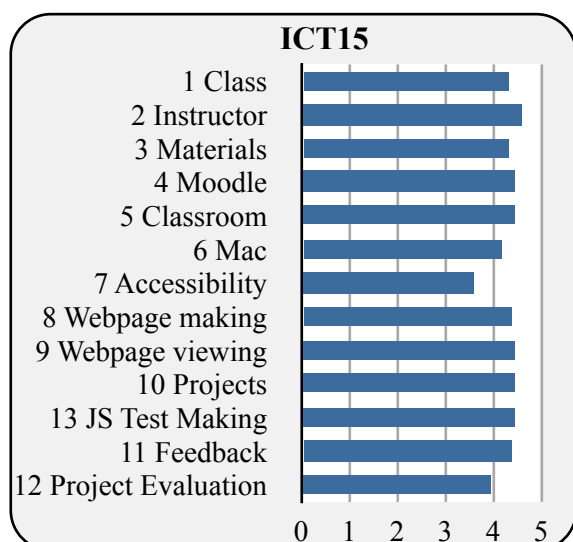 ICT15
1 Class
2 Instructor
3 Materials
4 Moodle
5 Classroom
6 Mac
7 Accessibility
8 Webpage making
9 Webpage viewing
10 Projects
13 JS Test Making
11 Feedback
12 Project Evaluation
0 1 2 3 4 5